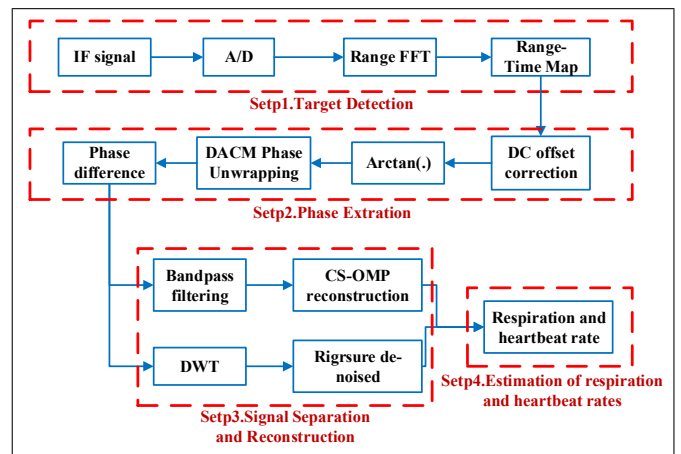 IF signal
A/D
Range FFT
Range-
Time Map
Setp1.Target Detection
Phase
difference
DACM Phase
Unwrapping
Arctan(.)
DC offset
correction
Setp2.Phase Extration
Bandpass
filtering
CS-OMP
reconstruction
DWT
Rigrsure de-
noised
Setp3.Signal Separation
and Reconstruction
Respiration and
heartbeat rate
Setp4.Estimation of respiration
and heartbeat rates